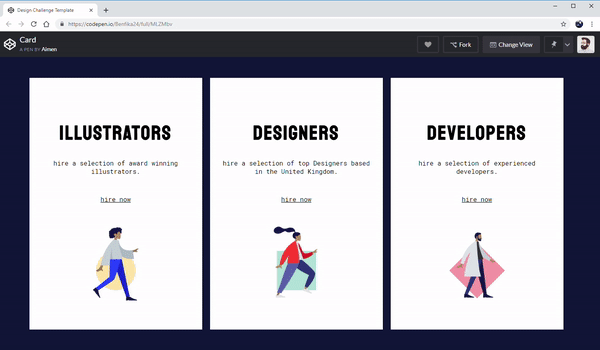 Design Challenge Template
https://codepen.io/Benfika24/full/MLZMbv
Card
A PEN BY Aimen
Fork
Change View
ILLUSTRATORS
hire a selection of award winning
illustrators.
hire now
DESIGNERS
hire a selection of top Designers based
in the United Kingdom.
hire now
DEVELOPERS
hire a selection of experienced
developers.
hire now